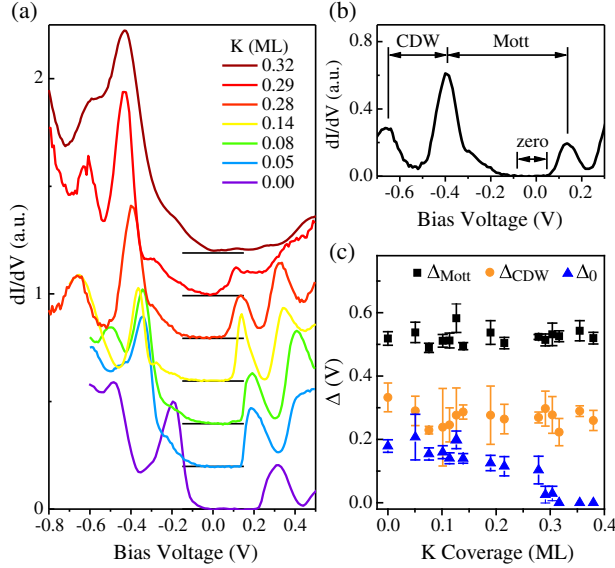 (a)
K (ML)
0.32
0.29
0.28
0.14
0.08
0.05
0.00
2
1
0
dI/dV (a.u.)
-0.8 -0.6 -0.4 -0.2 0.0 0.2 0.4
Bias Voltage (V)
(b)
CDW Mott
zero
0.8
0.4
0.0
dI/dV (a.u.)
-0.6 -0.4 -0.2 0.0 0.2
Bias Voltage (V)
(c)
Δ_Mott Δ_CDW Δ_0
0.6
0.4
0.2
0.0
Δ (V)
0.0 0.1 0.2 0.3 0.4
K Coverage (ML)